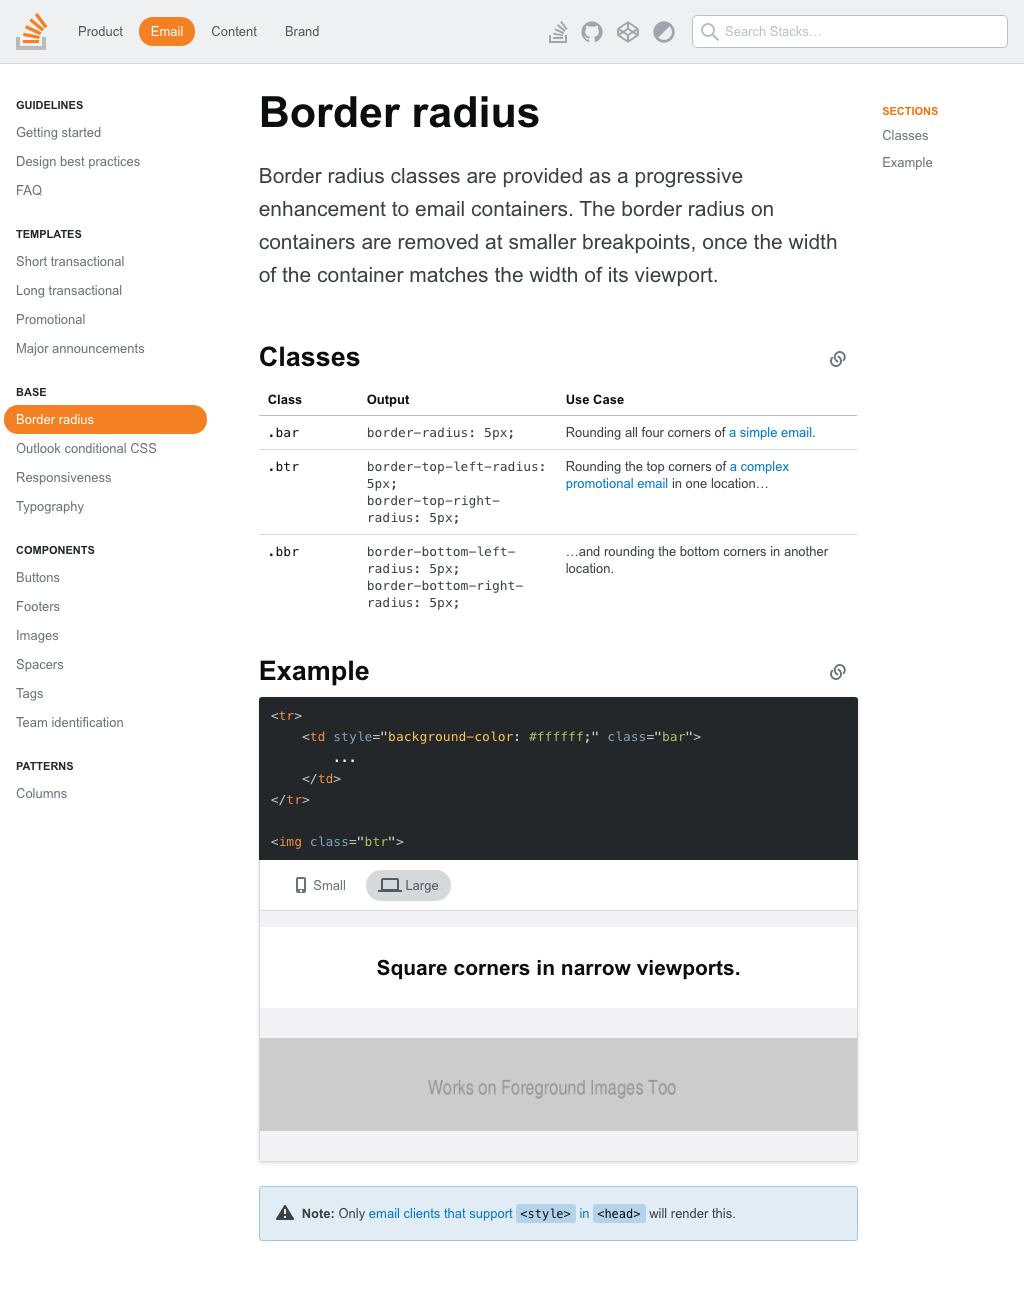 Product
Email
Content
Brand
Search Stacks…
GUIDELINES
Getting started
Design best practices
FAQ
TEMPLATES
Short transactional
Long transactional
Promotional
Major announcements
BASE
Border radius
Outlook conditional CSS
Responsiveness
Typography
COMPONENTS
Buttons
Footers
Images
Spacers
Tags
Team identification
PATTERNS
Columns
Border radius
Border radius classes are provided as a progressive
enhancement to email containers. The border radius on
containers are removed at smaller breakpoints, once the width
of the container matches the width of its viewport.
Classes
Class Output Use Case
.bar border-radius: 5px; Rounding all four corners of a simple email.
.btr border-top-left-radius: Rounding the top corners of a complex
5px; promotional email in one location…
border-top-right-
radius: 5px;
.bbr border-bottom-left- …and rounding the bottom corners in another
radius: 5px; location.
border-bottom-right-
radius: 5px;
Example
<tr>
    <td style="background-color: #ffffff;" class="bar">
        ...
    </td>
</tr>
<img class="btr">
Small
Large
Square corners in narrow viewports.
Works on Foreground Images Too
Note: Only email clients that support <style> in <head> will render this.
SECTIONS
Classes
Example